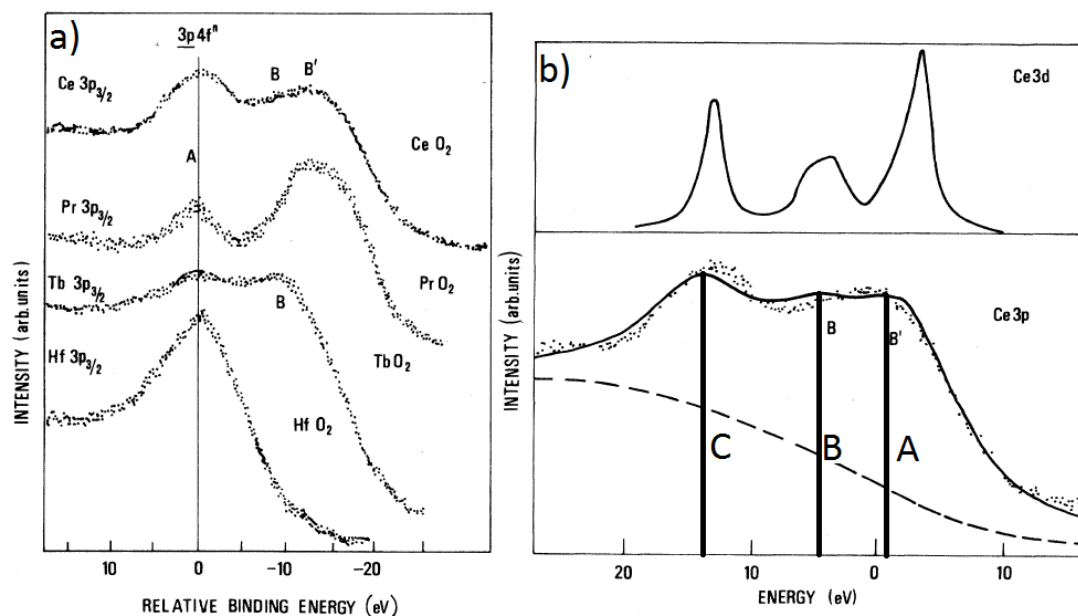 a)
3p4fⁿ
B
B'
Ce 3p3/2
A
Ce O2
Pr 3p3/2
Tb 3p3/2
B
Pr O2
Hf 3p3/2
Tb O2
Hf O2
INTENSITY (arb.units)
10
0
-10
-20
RELATIVE BINDING ENERGY (eV)
b)
Ce3d
Ce3p
B
B'
C
B
A
INTENSITY (arb.units)
20
10
0
10
ENERGY (eV)